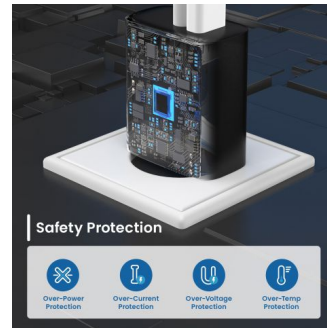 Safety Protection
Over-Power
Protection
Over-Current
Protection
Over-Voltage
Protection
Over-Temp
Protection